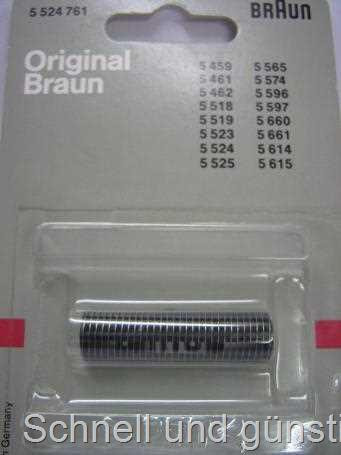 5 524 761
BRAUN
Original
Braun
5 459 5 565
5 461 5 574
5 462 5 596
5 518 5 597
5 519 5 660
5 523 5 661
5 524 5 614
5 525 5 615
Germany
Schnell und günsti